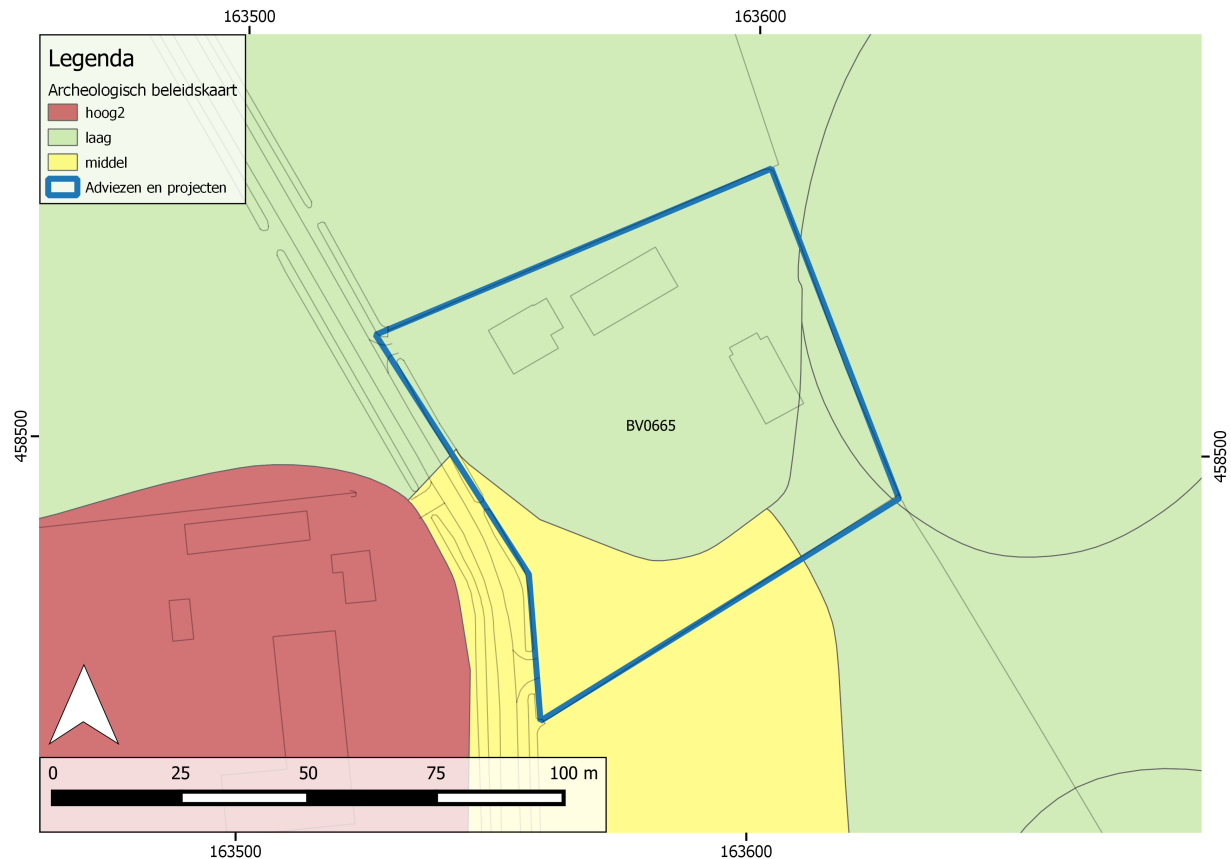 163500 163600
Legenda
Archeologisch beleidskaart
hoog2
laag
middel
Adviezen en projecten
BV0665
458500 458500
0 25 50 75 100 m
163500 163600